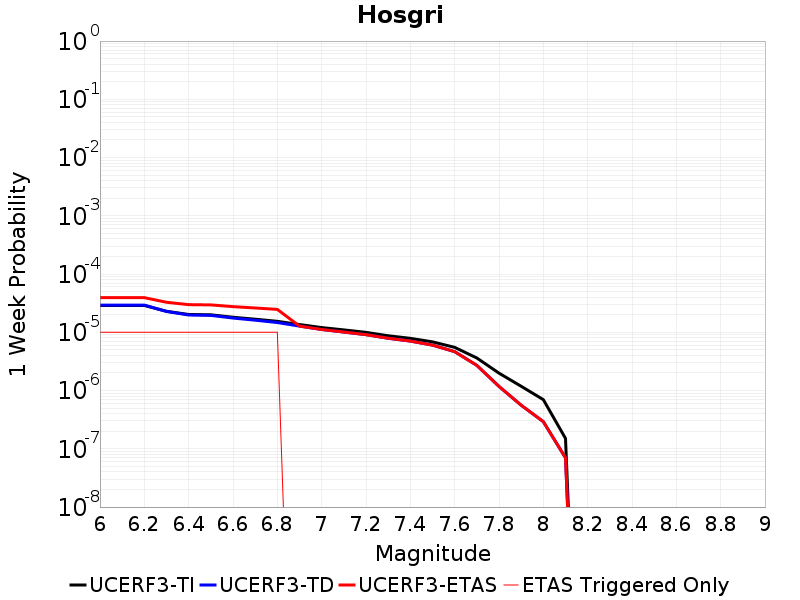 Hosgri
1 Week Probability
10^0
10^-1
10^-2
10^-3
10^-4
10^-5
10^-6
10^-7
10^-8
6 6.2 6.4 6.6 6.8 7 7.2 7.4 7.6 7.8 8 8.2 8.4 8.6 8.8 9
Magnitude
UCERF3-TI UCERF3-TD UCERF3-ETAS ETAS Triggered Only